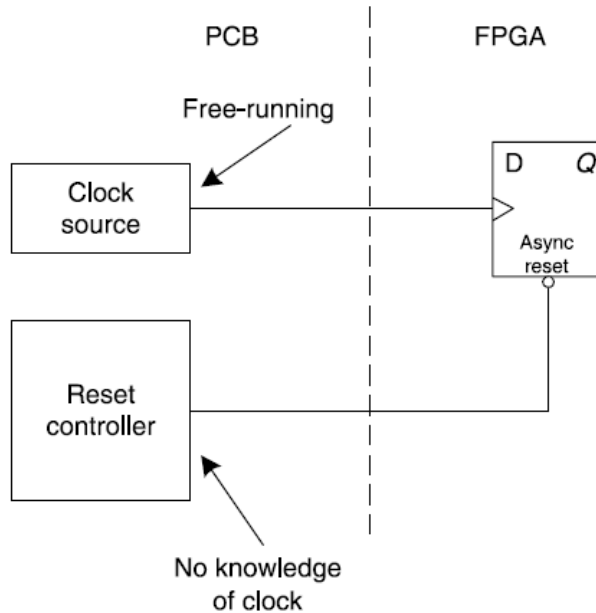 PCB
FPGA
Free-running
Clock
source
D
Q
Async
reset
Reset
controller
No knowledge
of clock